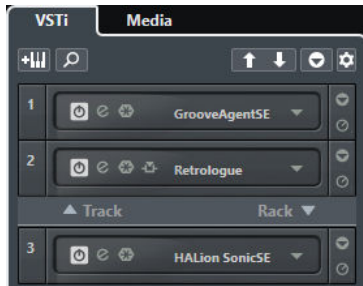 VSTi Media
1 GrooveAgentSE
2 Retrologue
Track Rack
3 HALion SonicSE